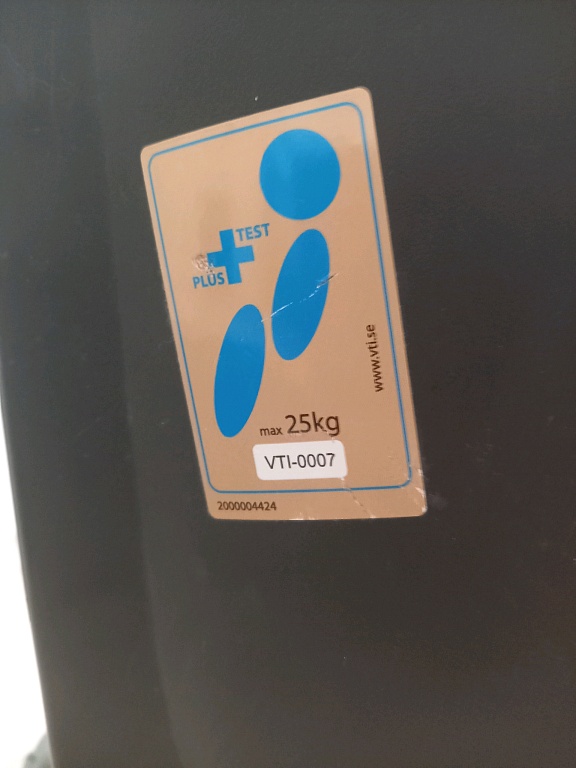 TEST
PLUS
www.vti.se
max 25kg
VTI-0007
2000004424